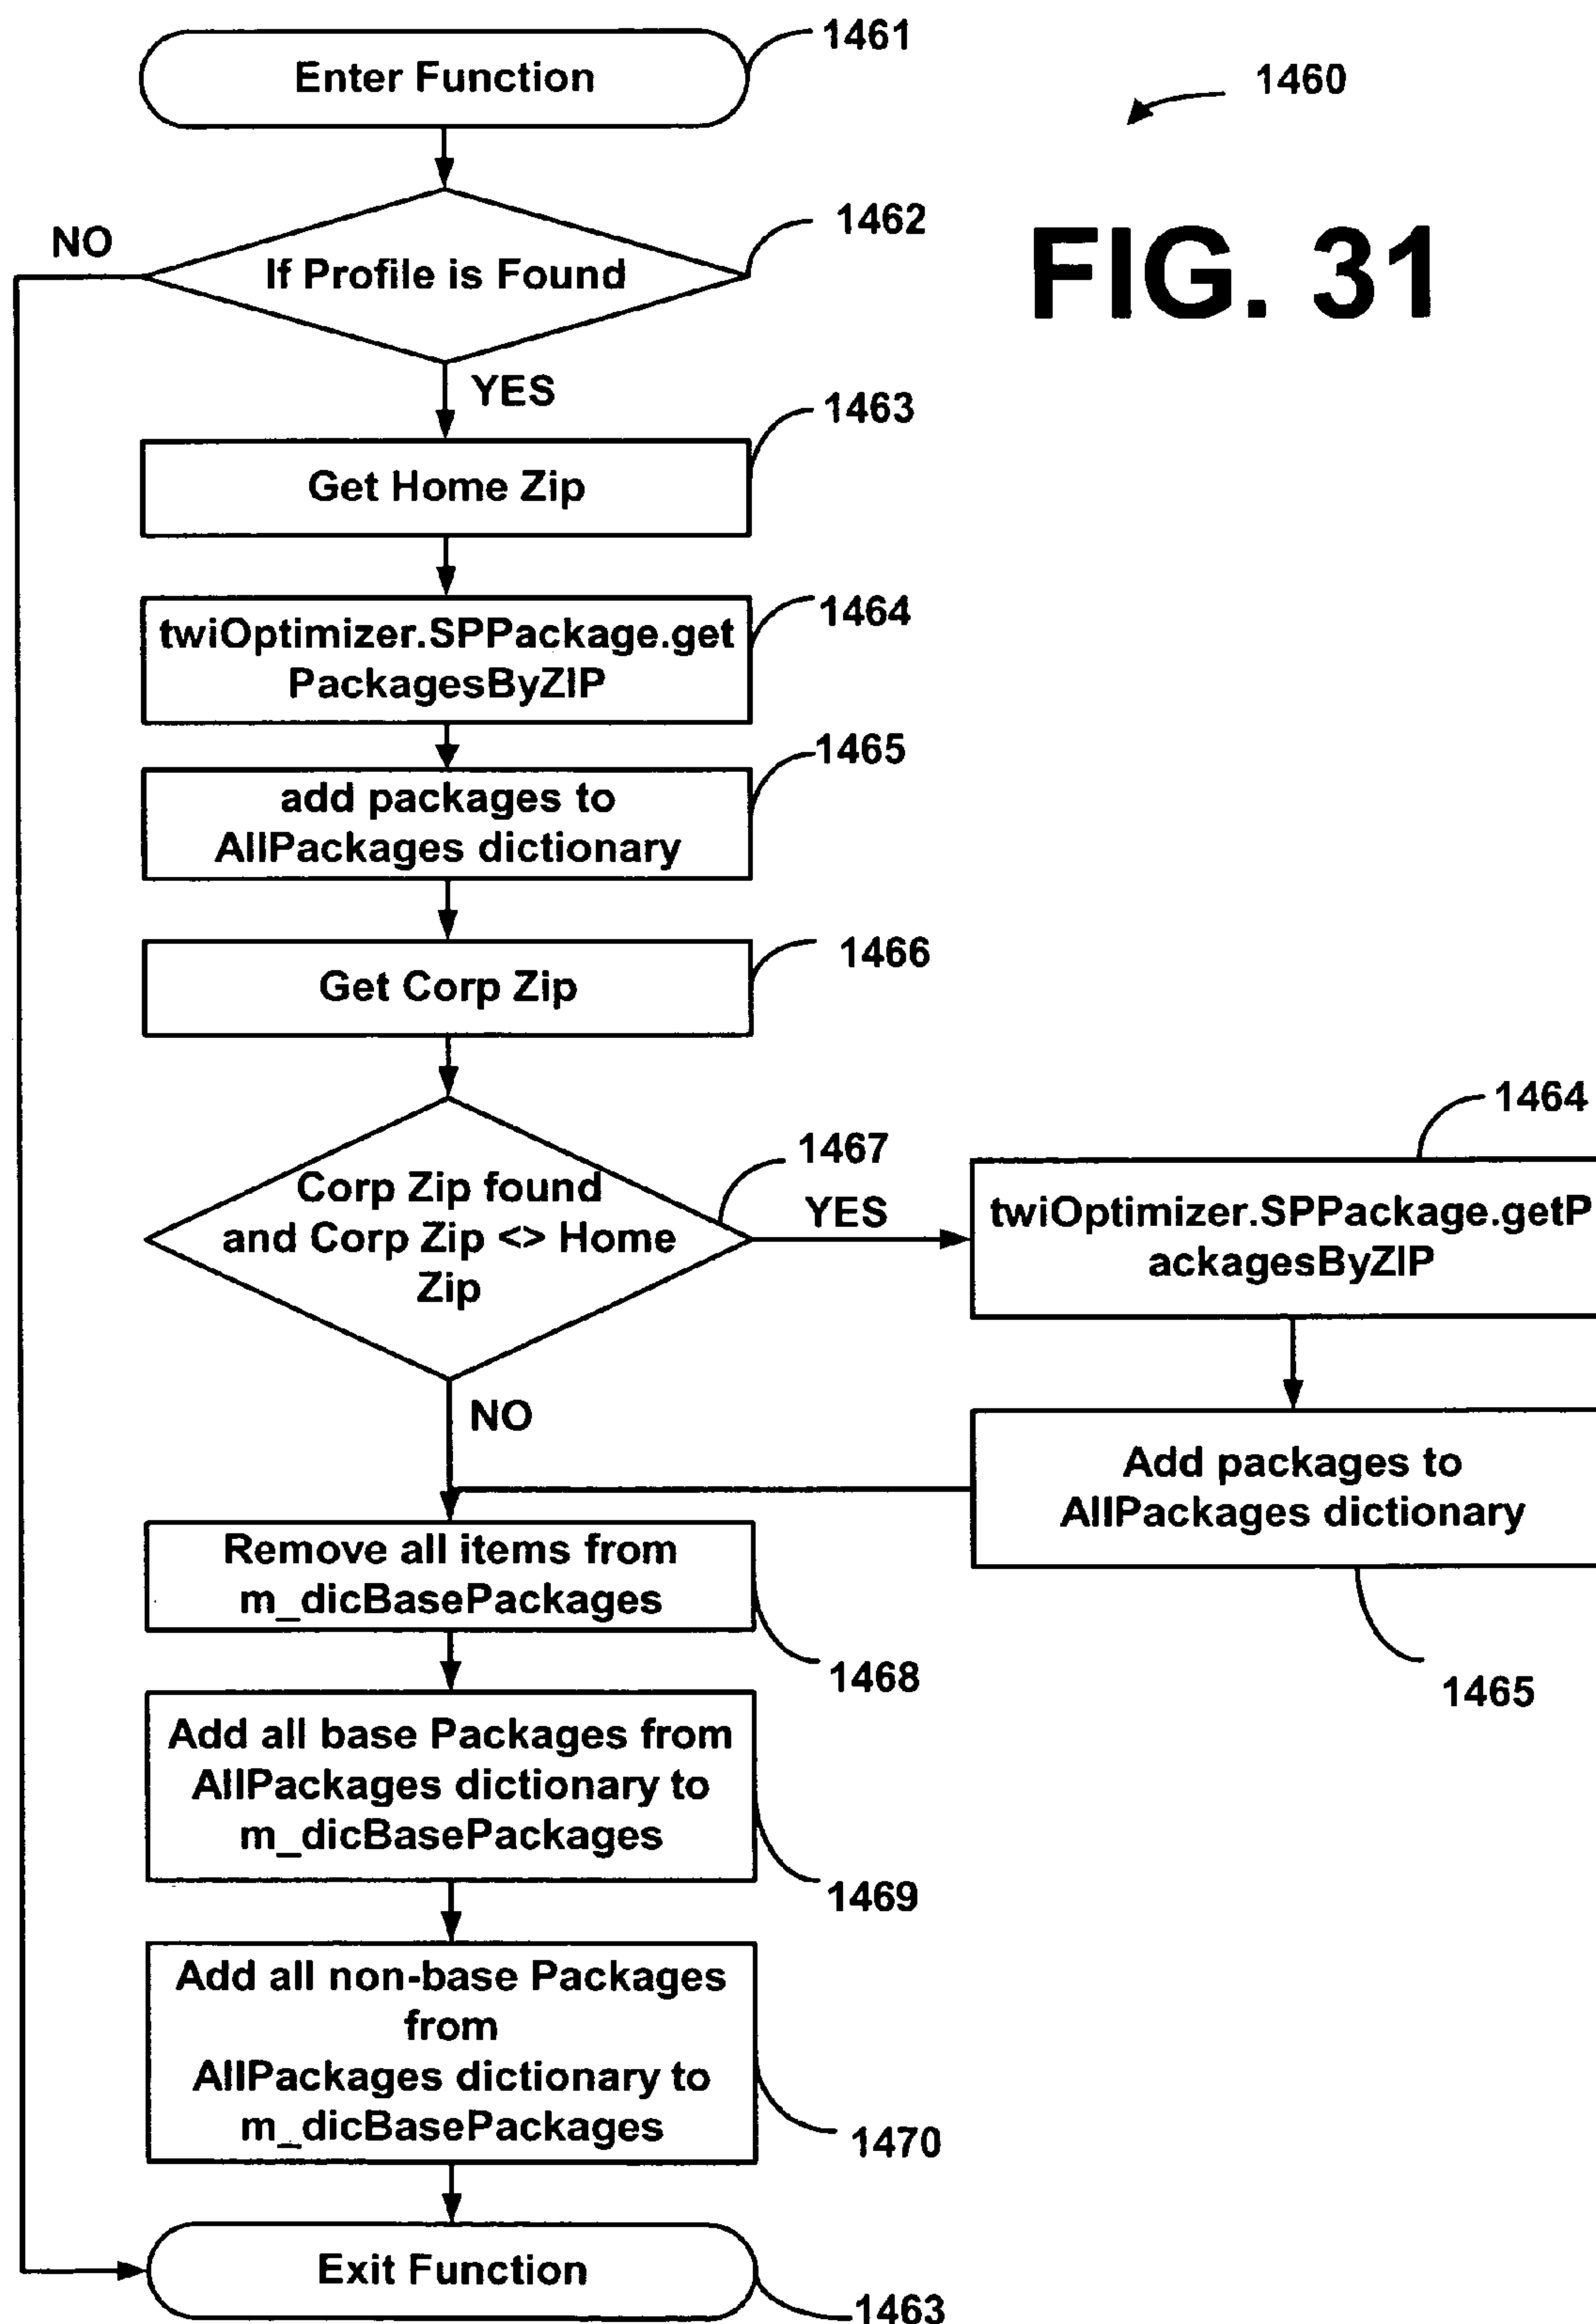 1461
Enter Function
1460
FIG. 31
1462
NO
If Profile is Found
YES
1463
Get Home Zip
1464
twiOptimizer.SPPackage.get
PackagesByZIP
1465
add packages to
AllPackages dictionary
1466
Get Corp Zip
1467
Corp Zip found
and Corp Zip <> Home
Zip
YES
1464
twiOptimizer.SPPackage.getP
ackagesByZIP
NO
Add packages to
AllPackages dictionary
1465
Remove all items from
m_dicBasePackages
1468
Add all base Packages from
AllPackages dictionary to
m_dicBasePackages
1469
Add all non-base Packages
from
AllPackages dictionary to
m_dicBasePackages
1470
Exit Function
1463